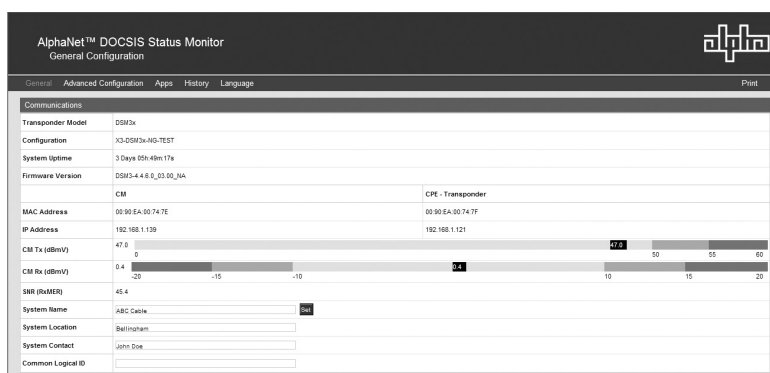 AlphaNet™ DOCSIS Status Monitor
General Configuration
alpha
General Advanced Configuration Apps History Language Print
Communications
Transponder Model DSM3x
Configuration X3-DSM3x-NG-TEST
System Uptime 3 Days 05h:49m:17s
Firmware Version DSM3-4.4.6.0_03.00_NA
CM CPE - Transponder
MAC Address 00:90:EA:00:74:7E 00:90:EA:00:74:7F
IP Address 192.168.1.139 192.168.1.121
CM Tx (dBmV) 47.0 47.0
0 50 55 60
CM Rx (dBmV) 0.4 0.4
-20 -15 -10 10 15 20
SNR (RxMER) 45.4
System Name ABC Cable Set
System Location Bellingham
System Contact John Doe
Common Logical ID